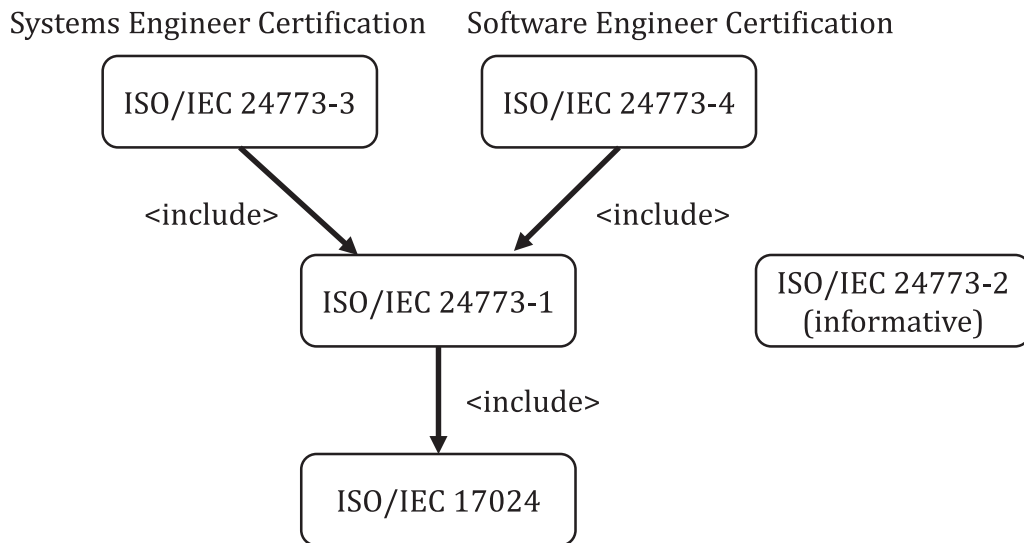 Systems Engineer Certification
Software Engineer Certification
ISO/IEC 24773-3
ISO/IEC 24773-4
<include>
<include>
ISO/IEC 24773-1
ISO/IEC 24773-2
(informative)
<include>
ISO/IEC 17024